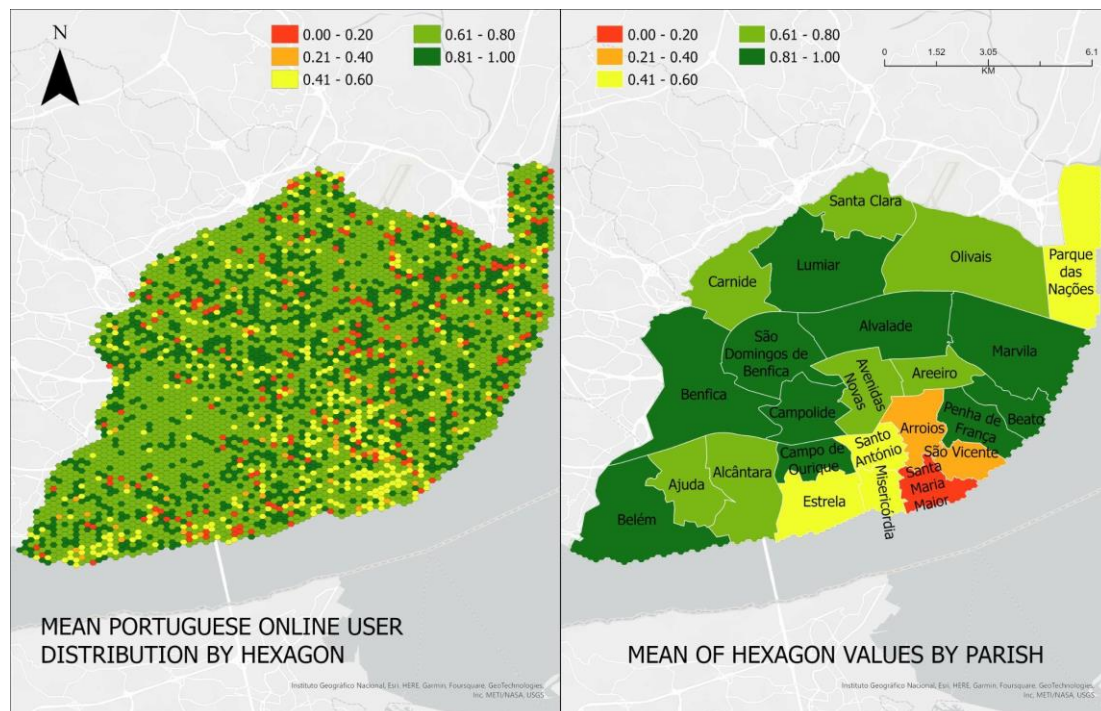 N
0.00 - 0.20
0.21 - 0.40
0.41 - 0.60
0.61 - 0.80
0.81 - 1.00
MEAN PORTUGUESE ONLINE USER
DISTRIBUTION BY HEXAGON
Instituto Geográfico Nacional, Esri, HERE, Garmin, Foursquare, GeoTechnologies,
Inc, METI/NASA, USGS
0.00 - 0.20
0.21 - 0.40
0.41 - 0.60
0.61 - 0.80
0.81 - 1.00
0 1.52 3.05 6.1
KM
Santa Clara
Lumiar
Olivais
Carnide
Parque
das
Nações
Alvalade
São
Domingos de
Benfica
Marvila
Areeiro
Avenidas
Novas
Benfica
Campolide
Penha de
França
Beato
Arroios
Santo
António
Campo de
Ourique
São Vicente
Santa
Maria
Maior
Misericórdia
Estrela
Alcântara
Ajuda
Belém
MEAN OF HEXAGON VALUES BY PARISH
Instituto Geográfico Nacional, Esri, HERE, Garmin, Foursquare, GeoTechnologies,
Inc, METI/NASA, USGS